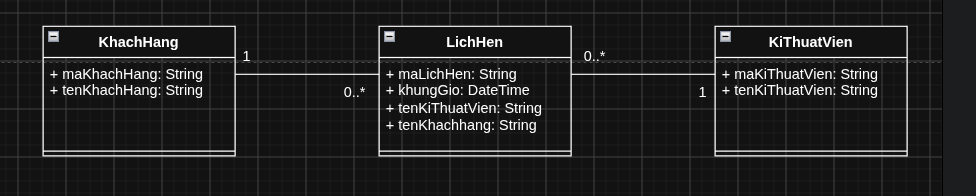 KhachHang
+ maKhachHang: String
+ tenKhachHang: String
1
0..*
LichHen
+ maLichHen: String
+ khungGio: DateTime
+ tenKiThuatVien: String
+ tenKhachhang: String
0..*
1
KiThuatVien
+ maKiThuatVien: String
+ tenKiThuatVien: String